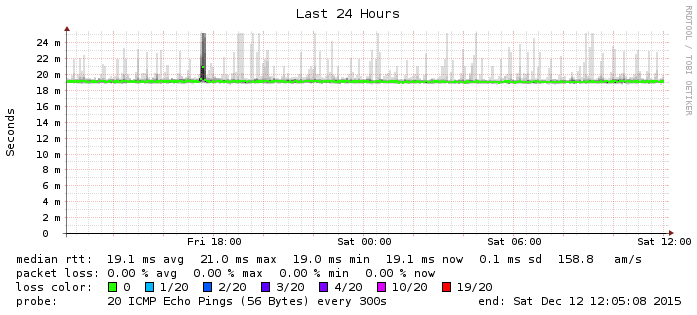 Last 24 Hours
RRDTOOL / TOBI OETIKER
Seconds
24 m
22 m
20 m
18 m
16 m
14 m
12 m
10 m
8 m
6 m
4 m
2 m
0
Fri 18:00 Sat 00:00 Sat 06:00 Sat 12:00
median rtt: 19.1 ms avg 21.0 ms max 19.0 ms min 19.1 ms now 0.1 ms sd 158.8 am/s
packet loss: 0.00 % avg 0.00 % max 0.00 % min 0.00 % now
loss color: 0 1/20 2/20 3/20 4/20 10/20 19/20
probe: 20 ICMP Echo Pings (56 Bytes) every 300s end: Sat Dec 12 12:05:08 2015